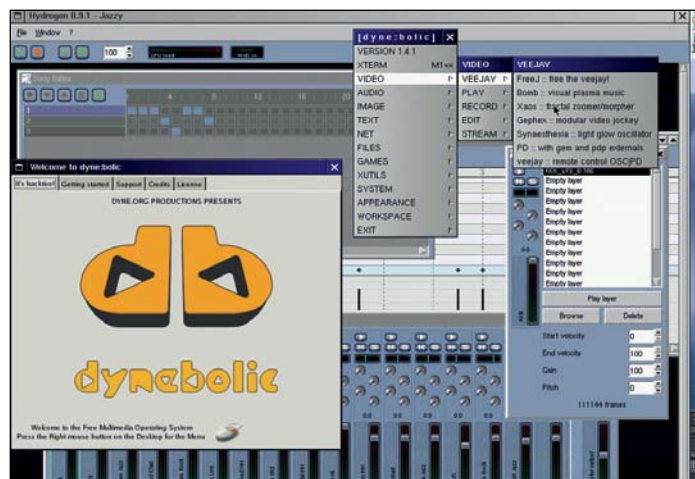 Hydrogen 0.9.1 - Jazzy
File Window ?
100
Song Editor
[dyne:bolic]
VERSION 1.4.1
XTERM
VIDEO
AUDIO
IMAGE
TEXT
NET
FILES
GAMES
XUTILS
SYSTEM
APPEARANCE
WORKSPACE
EXIT
VIDEO
VEEJAY
PLAY
RECORD
EDIT
STREAM
VEEJAY
FreeJ :: free the veejay!
Bomb :: visual plasma music
Xaos :: fractal zoomer/morpher
Gephex :: modular video jockey
Synaesthesia :: light glow oscillator
PD :: with gem and pdp externals
veejay :: remote control OSC|PD
Welcome to dyne:bolic
It's hacktive! Getting started Support Credits License
DYNE.ORG PRODUCTIONS PRESENTS
dynebolic
Welcome to the Free Multimedia Operating System
Press the Right mouse button on the Desktop for the Menu
Empty layer
Empty layer
Empty layer
Empty layer
Empty layer
Empty layer
Empty layer
Empty layer
Empty layer
Empty layer
Play layer
Browse Delete
Start velocity 0
End velocity 100
Gain 100
Pitch 0
111144 frames